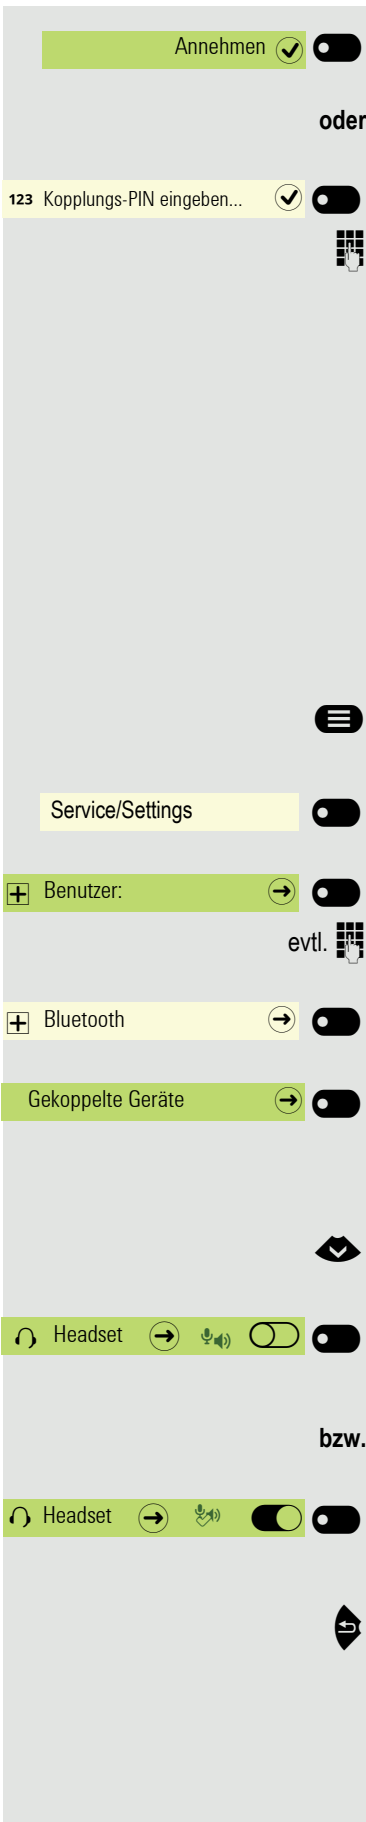 Annehmen
oder
123 Kopplungs-PIN eingeben...
Service/Settings
Benutzer:
evtl.
Bluetooth
Gekoppelte Geräte
Headset
bzw.
Headset